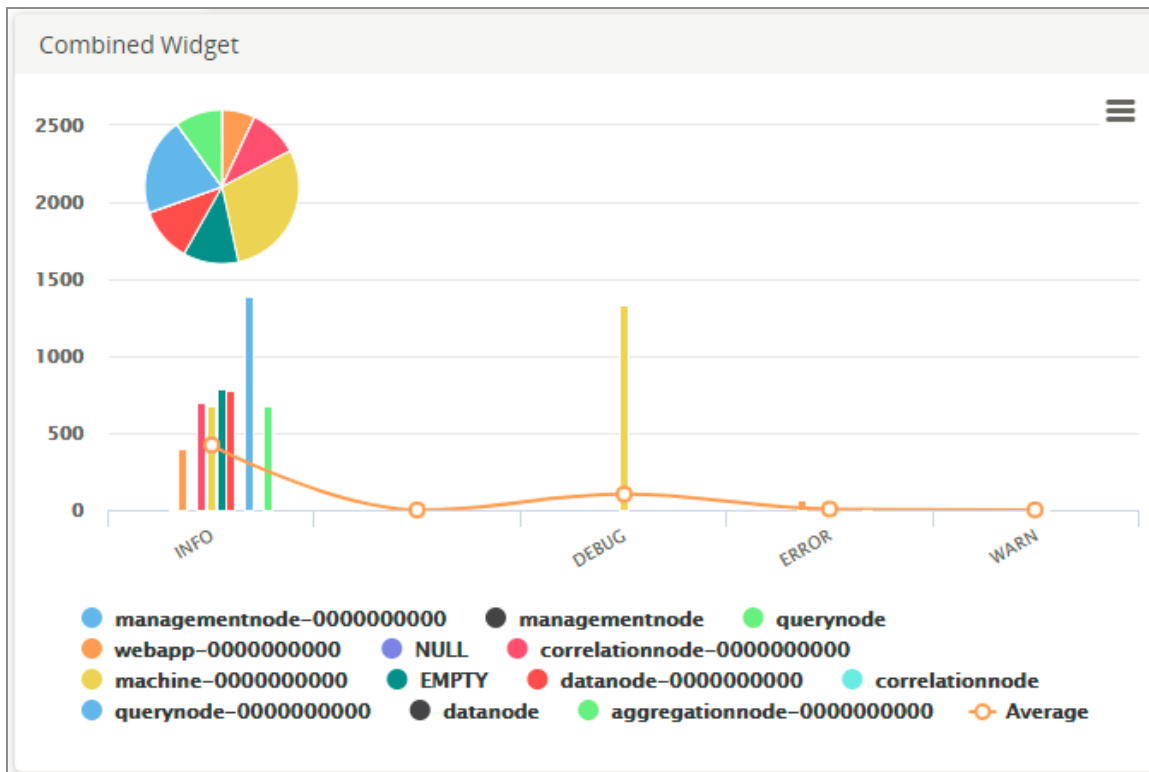 Combined Widget
2500
2000
1500
1000
500
0
INFO
DEBUG
ERROR
WARN
managementnode-0000000000 managementnode querynode
webapp-0000000000 NULL correlationnode-0000000000
machine-0000000000 EMPTY datanode-0000000000 correlationnode
querynode-0000000000 datanode aggregationnode-0000000000 Average